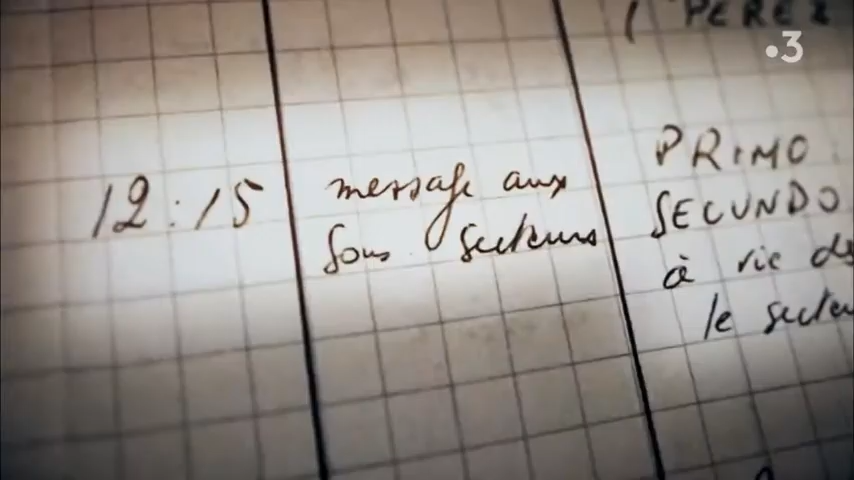 PEREZ
3
12:15
message aux
sous secteurs
PRIMO
SECUNDO
à vie de
le secteu